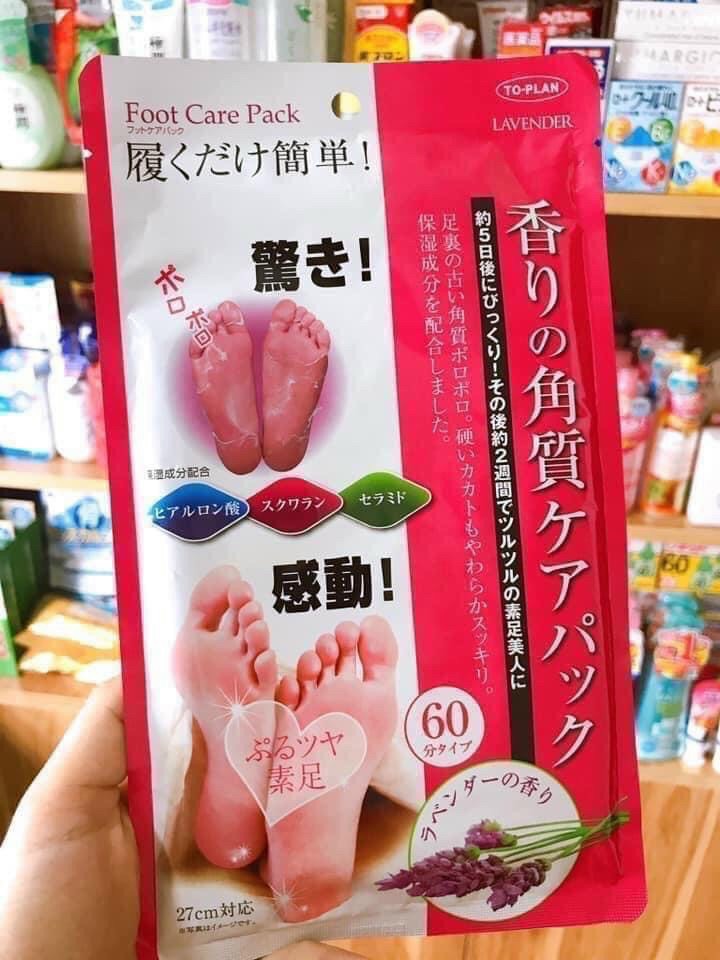 Foot Care Pack
フットケアパック
履くだけ簡単!
TO-PLAN
LAVENDER
香りの角質ケアパック
約5日後にびっくり!その後約2週間でツルツルの素足美人に
足裏の古い角質ポロポロ。硬いカカトもやわらかスッキリ。
保湿成分を配合しました。
驚き!
ポロポロ
保湿成分配合
ヒアルロン酸
スクワラン
セラミド
感動!
ぷるツヤ
素足
60
分タイプ
ラベンダーの香り
27cm対応
※写真はイメージです。
60